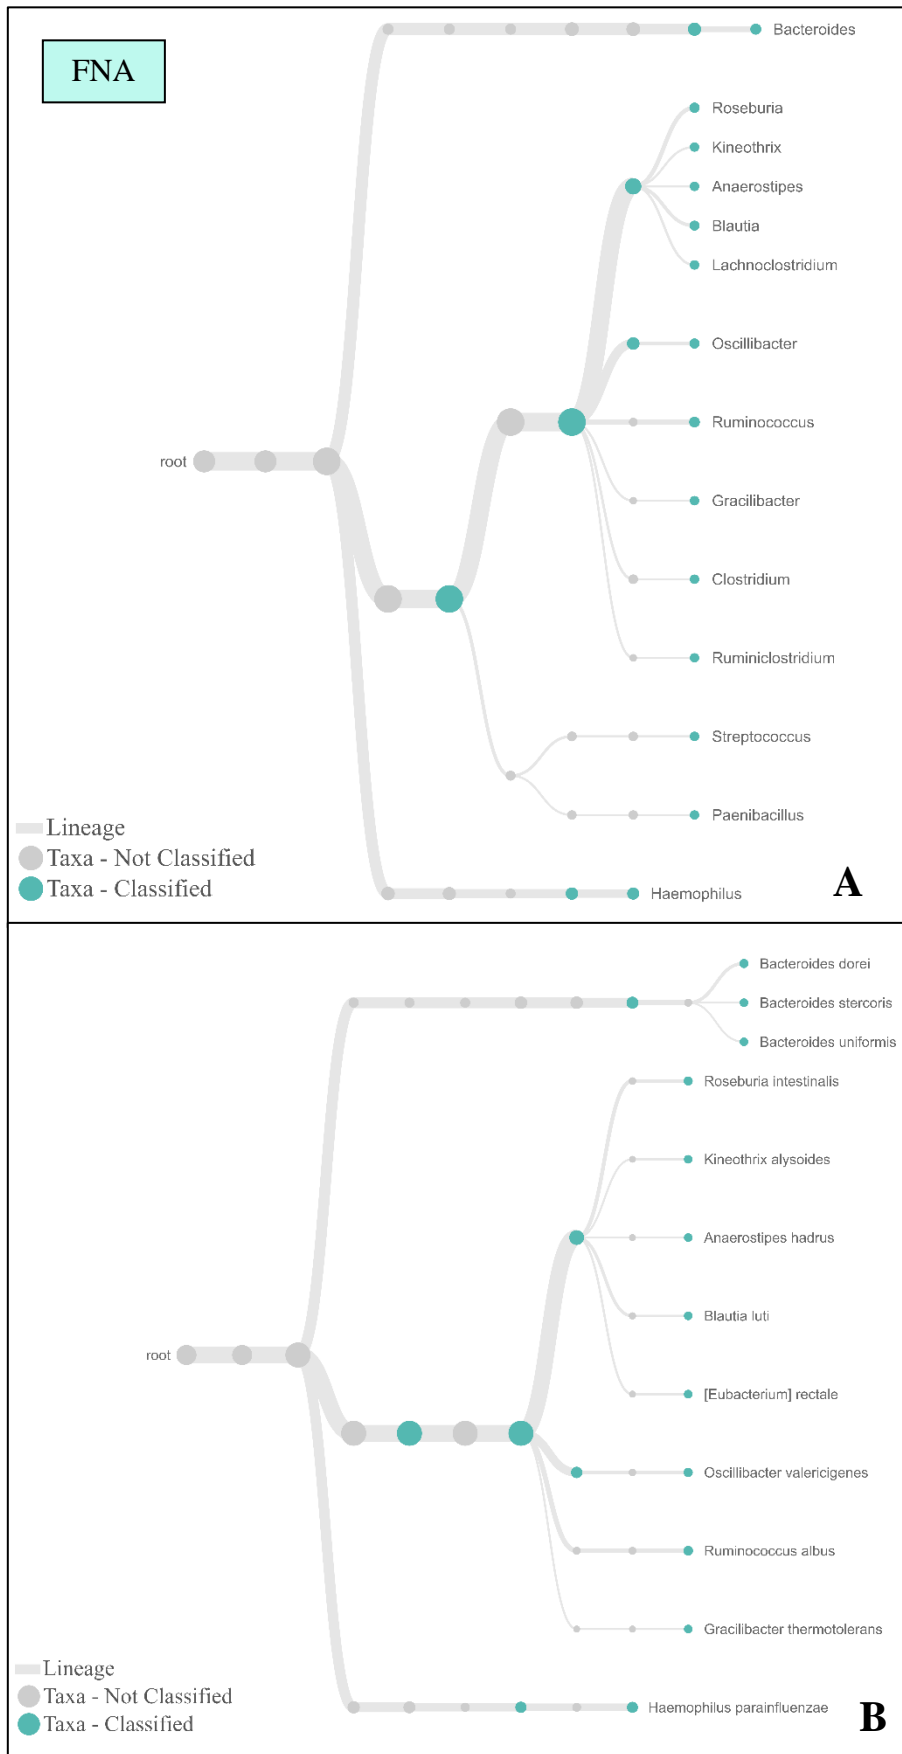 FNA
Bacteroides
Roseburia
Kineothrix
Anaerostipes
Blautia
Lachnoclostridium
Oscillibacter
Ruminococcus
root
Gracilibacter
Clostridium
Ruminiclostridium
Streptococcus
Paenibacillus
Lineage
Taxa - Not Classified
Taxa - Classified
Haemophilus
A
Bacteroides dorei
Bacteroides stercoris
Bacteroides uniformis
Roseburia intestinalis
Kineothrix alysoides
Anaerostipes hadrus
Blautia luti
root
[Eubacterium] rectale
Oscillibacter valericigenes
Ruminococcus albus
Gracilibacter thermotolerans
Lineage
Taxa - Not Classified
Taxa - Classified
Haemophilus parainfluenzae
B